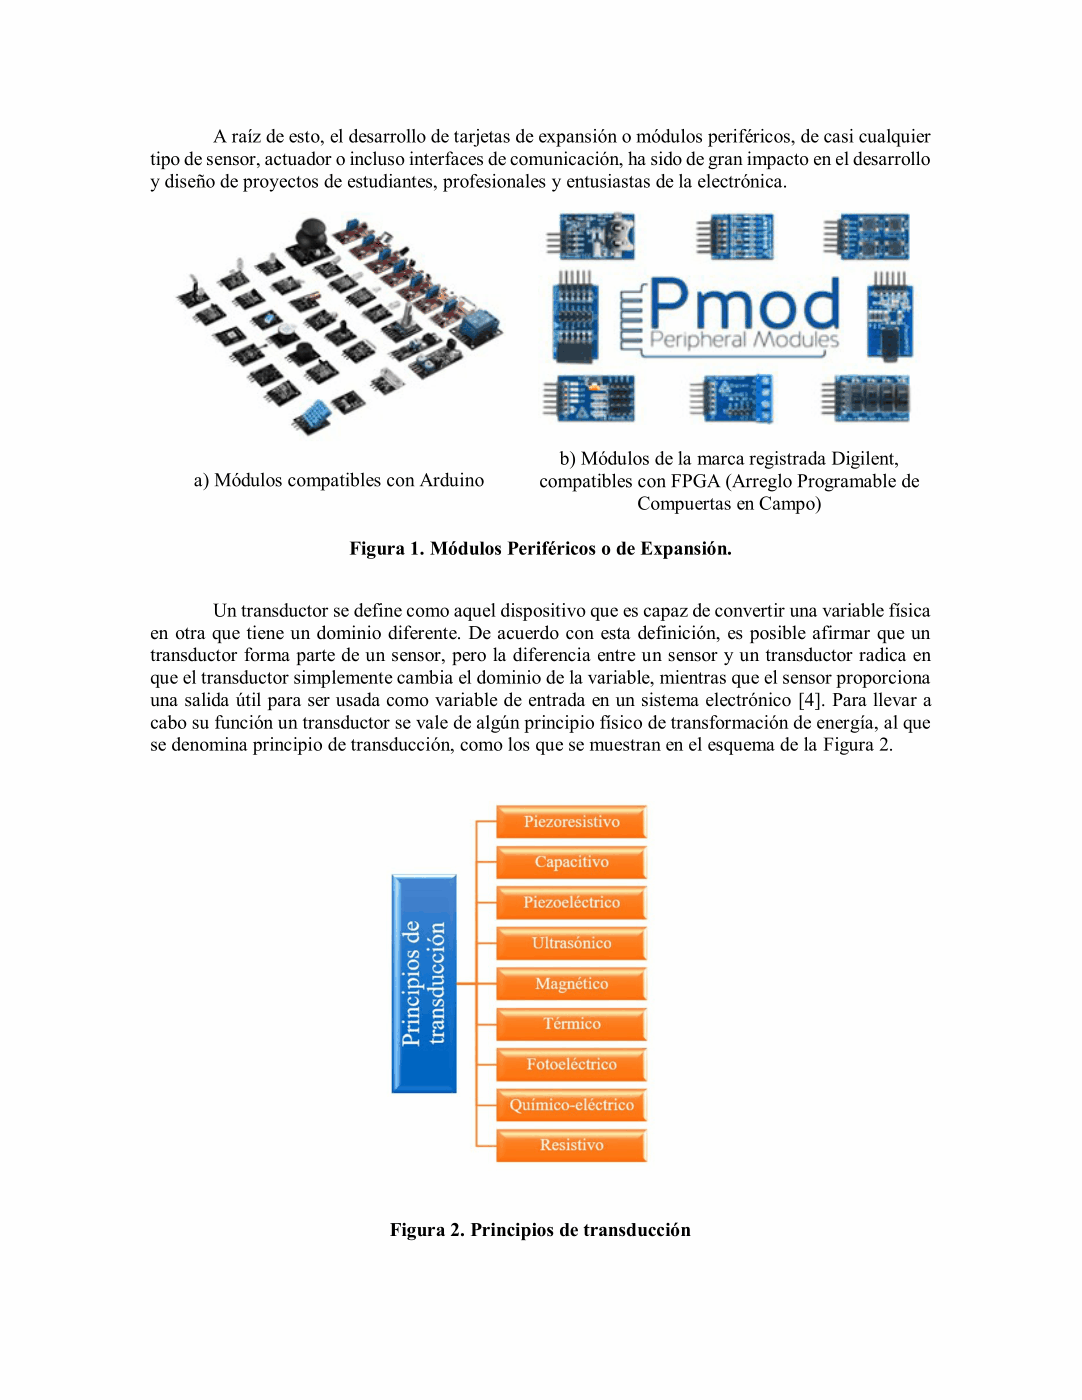 A raíz de esto, el desarrollo de tarjetas de expansión o módulos periféricos, de casi cualquier
tipo de sensor, actuador o incluso interfaces de comunicación, ha sido de gran impacto en el desarrollo
y diseño de proyectos de estudiantes, profesionales y entusiastas de la electrónica.
Pmod
Peripheral Modules
a) Módulos compatibles con Arduino
b) Módulos de la marca registrada Digilent,
compatibles con FPGA (Arreglo Programable de
Compuertas en Campo)
Figura 1. Módulos Periféricos o de Expansión.
Un transductor se define como aquel dispositivo que es capaz de convertir una variable física
en otra que tiene un dominio diferente. De acuerdo con esta definición, es posible afirmar que un
transductor forma parte de un sensor, pero la diferencia entre un sensor y un transductor radica en
que el transductor simplemente cambia el dominio de la variable, mientras que el sensor proporciona
una salida útil para ser usada como variable de entrada en un sistema electrónico [4]. Para llevar a
cabo su función un transductor se vale de algún principio físico de transformación de energía, al que
se denomina principio de transducción, como los que se muestran en el esquema de la Figura 2.
Principios de
transducción
Piezoresistivo
Capacitivo
Piezoeléctrico
Ultrasónico
Magnético
Térmico
Fotoeléctrico
Químico-eléctrico
Resistivo
Figura 2. Principios de transducción